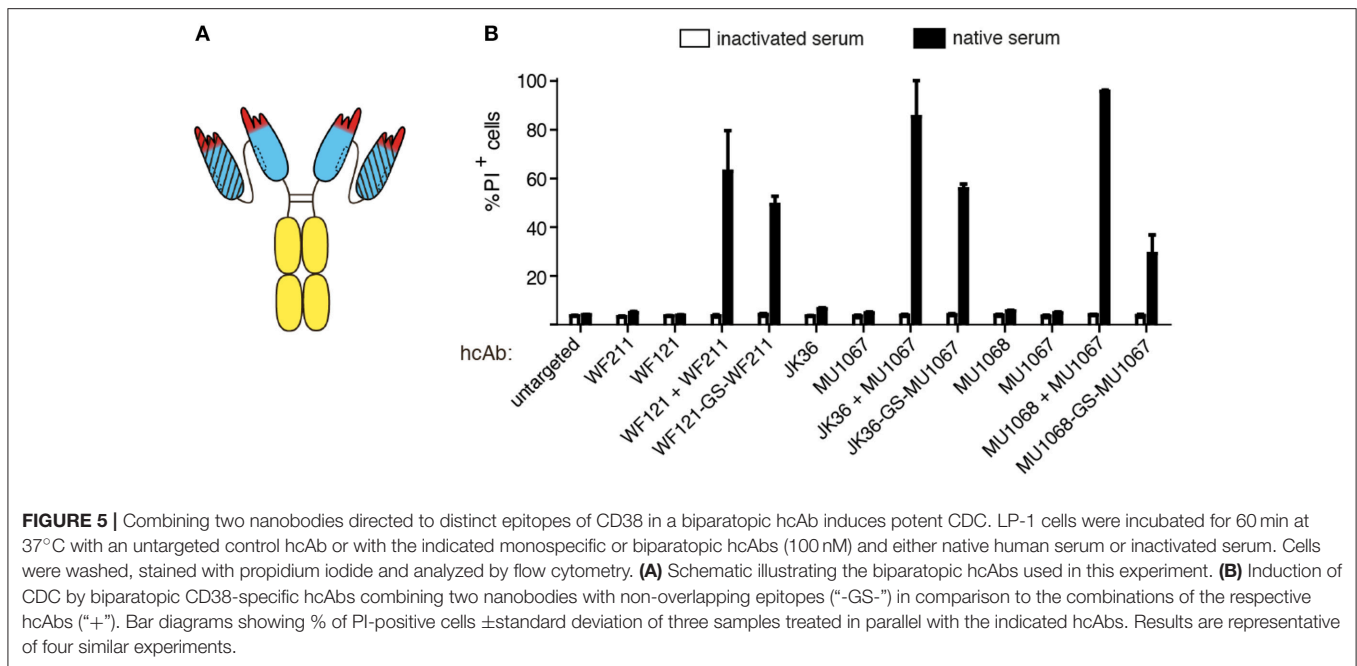 A
B
inactivated serum
native serum
%PI + cells
100
80
60
40
20
hcAb:
untargeted
WF211
WF121
WF121 + WF211
WF121-GS-WF211
JK36
MU1067
JK36 + MU1067
JK36-GS-MU1067
MU1068
MU1067
MU1068 + MU1067
MU1068-GS-MU1067
FIGURE 5 | Combining two nanobodies directed to distinct epitopes of CD38 in a biparatopic hcAb induces potent CDC. LP-1 cells were incubated for 60 min at
37°C with an untargeted control hcAb or with the indicated monospecific or biparatopic hcAbs (100 nM) and either native human serum or inactivated serum. Cells
were washed, stained with propidium iodide and analyzed by flow cytometry. (A) Schematic illustrating the biparatopic hcAbs used in this experiment. (B) Induction of
CDC by biparatopic CD38-specific hcAbs combining two nanobodies with non-overlapping epitopes (“-GS-”) in comparison to the combinations of the respective
hcAbs (“+”). Bar diagrams showing % of PI-positive cells ±standard deviation of three samples treated in parallel with the indicated hcAbs. Results are representative
of four similar experiments.